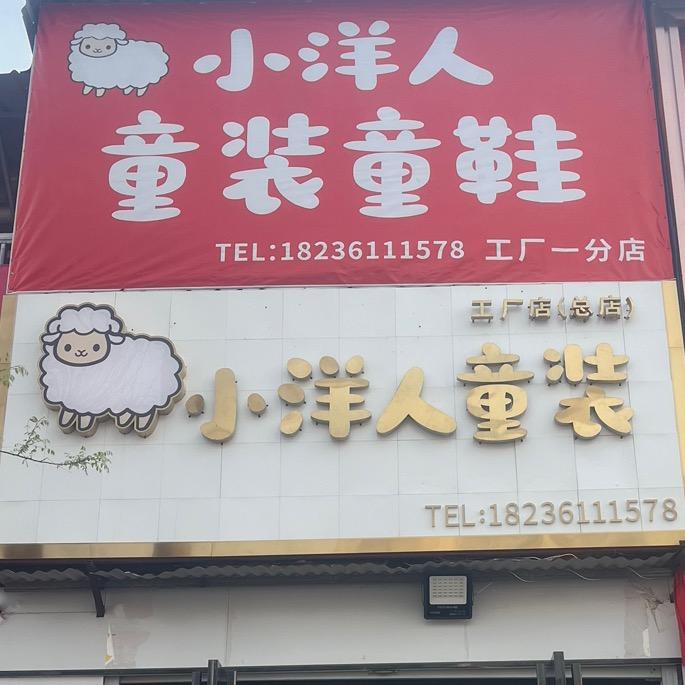 小洋人
童装童鞋
TEL:18236111578 工厂一分店
工厂店(总店)
小洋人童装
TEL:18236111578